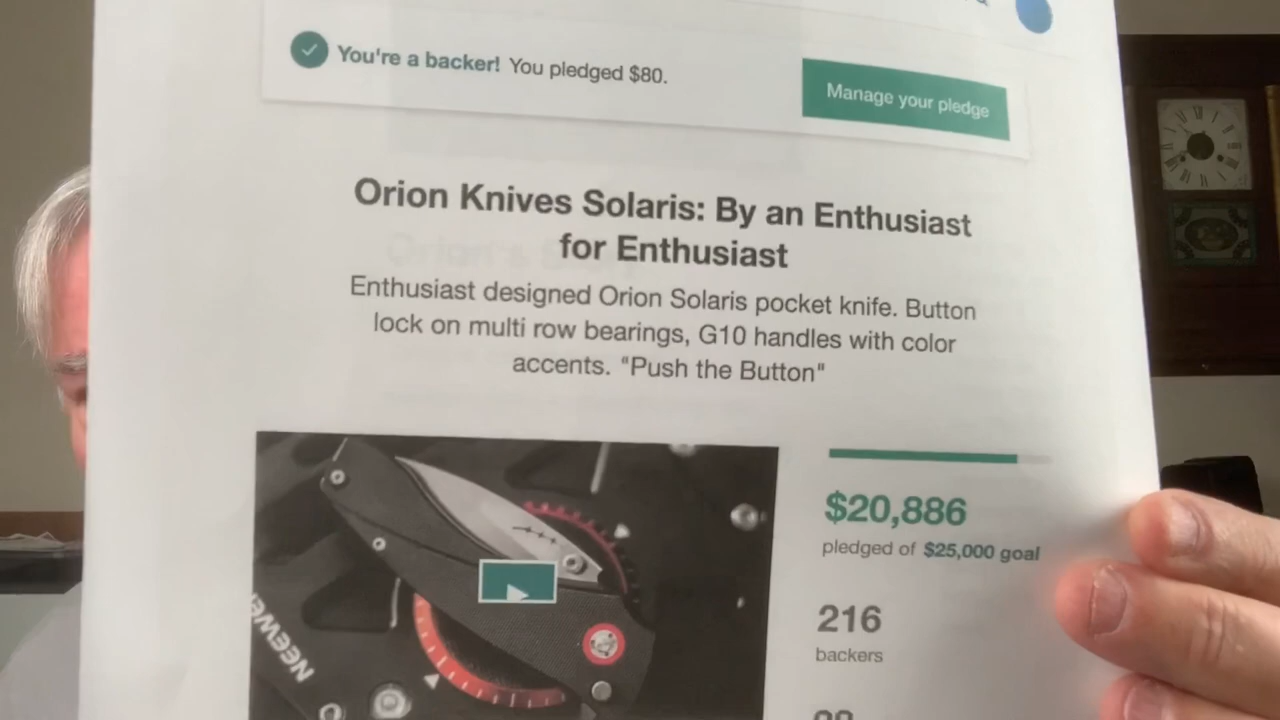 You're a backer! You pledged $80.
Manage your pledge
Orion Knives Solaris: By an Enthusiast
for Enthusiast
Enthusiast designed Orion Solaris pocket knife. Button
lock on multi row bearings, G10 handles with color
accents. "Push the Button"
$20,886
pledged of $25,000 goal
216
backers
NEEWER